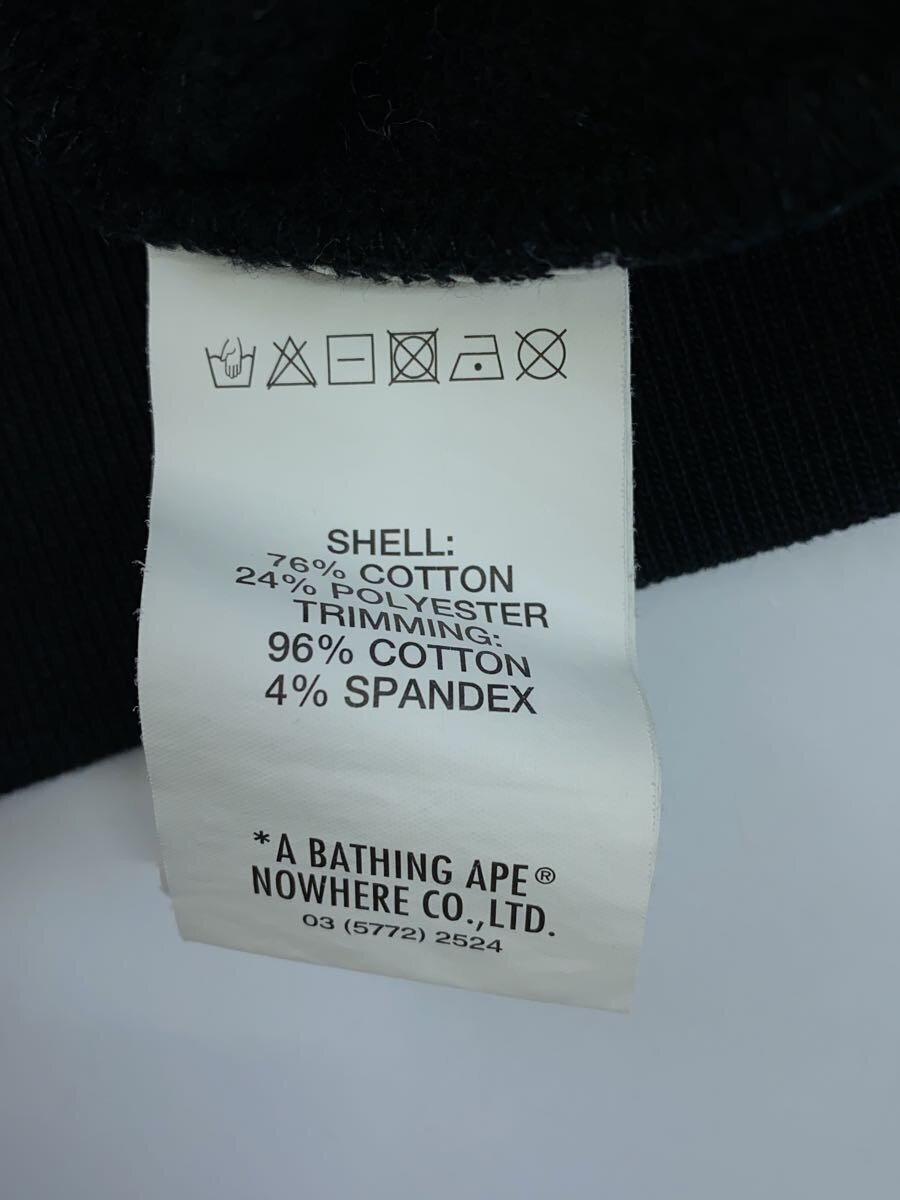 SHELL:
76% COTTON
24% POLYESTER
TRIMMING:
96% COTTON
4% SPANDEX
*A BATHING APE®
NOWHERE CO.,LTD.
03 (5772) 2524